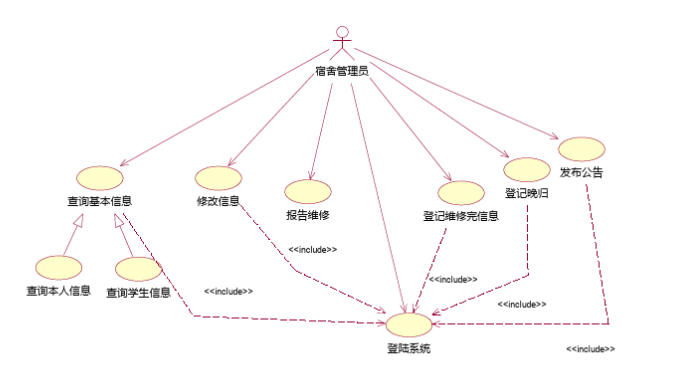 宿舍管理员
发布公告
查询基本信息
修改信息
报告维修
登记维修完信息
登记晚归
<<include>>
<<include>>
查询本人信息
查询学生信息
<<include>>
<<include>>
登陆系统
<<include>>